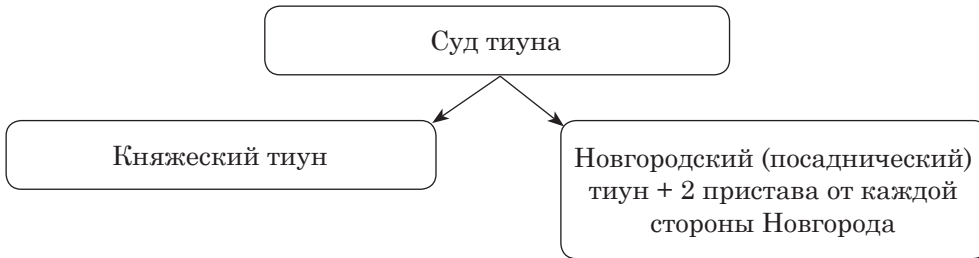 Суд тиуна
Княжеский тиун
Новгородский (посаднический)
тиун + 2 пристава от каждой
стороны Новгорода